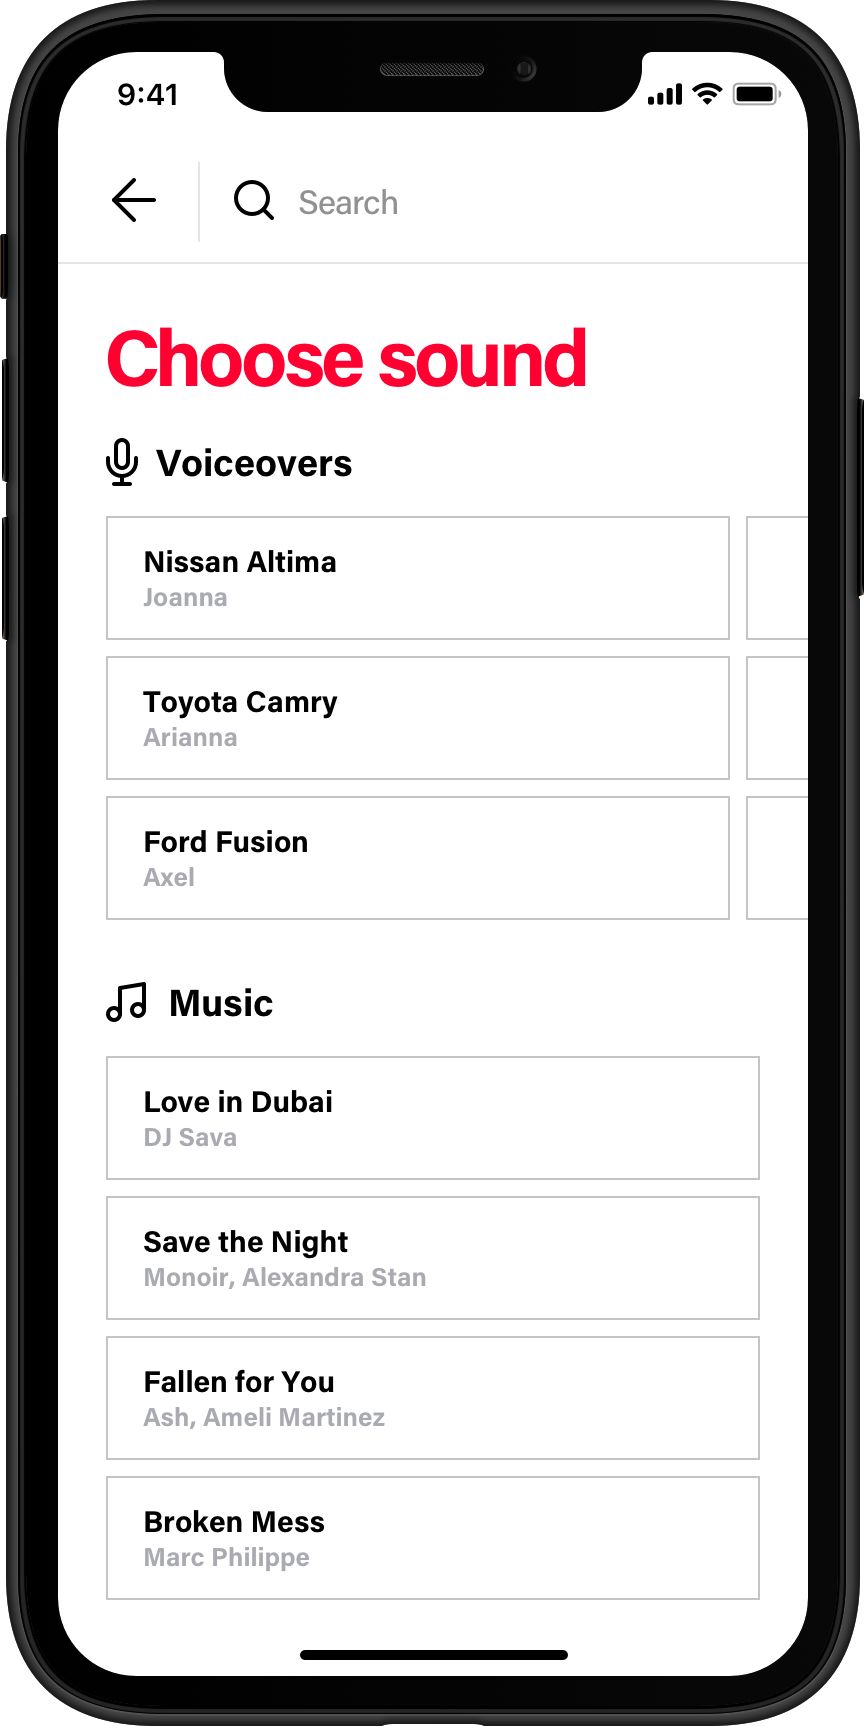 9:41
Search
Choose sound
Voiceovers
Nissan Altima
Joanna
Toyota Camry
Arianna
Ford Fusion
Axel
Music
Love in Dubai
DJ Sava
Save the Night
Monoir, Alexandra Stan
Fallen for You
Ash, Ameli Martinez
Broken Mess
Marc Philippe